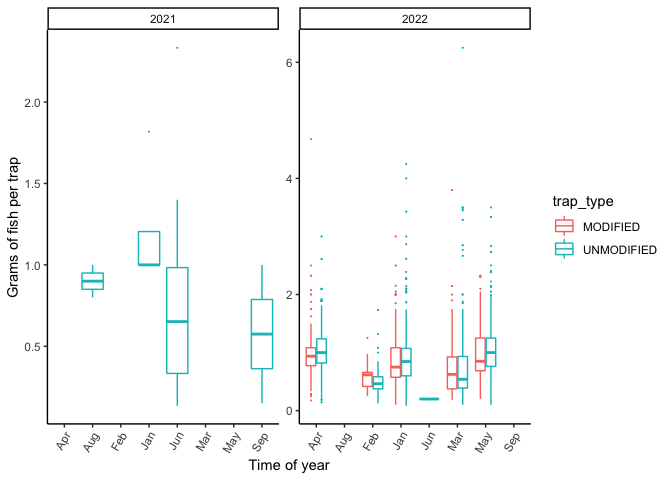 2021
2022
Grams of fish per trap
2.0
1.5
1.0
0.5
6
4
2
0
Apr
Aug
Feb
Jan
Jun
Mar
May
Sep
Apr
Aug
Feb
Jan
Jun
Mar
May
Sep
Time of year
trap_type
MODIFIED
UNMODIFIED